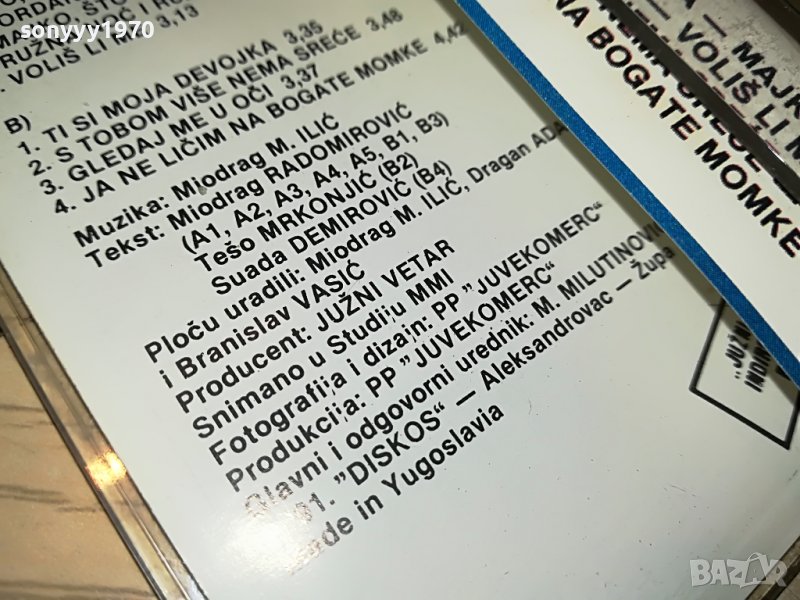 sonyyy1970
VOLIŠ LI ME 3,13
B)
1. TI SI MOJA DEVOJKA 3,35
2. S TOBOM VIŠE NEMA SREĆE 3,48
3. GLEDAJ ME U OČI 3,37
4. JA NE LIČIM NA BOGATE MOMKE 4,42
Muzika: Miodrag M. ILIĆ
Tekst: Miodrag RADOMIROVIĆ
(A1, A2, A3, A4, A5, B1, B3)
Tešo MRKONJIĆ (B2)
Suada DEMIROVIĆ (B4)
Ploču uradili: Miodrag M. ILIĆ, Dragan
i Branislav VASIĆ
Producent: JUŽNI VETAR
Snimano u Studiju MMI
Fotografija i dizajn: PP "JUVEKOMERC"
Produkcija: PP "JUVEKOMERC"
Glavni i odgovorni urednik: M. MILUTINOVIĆ
"DISKOS" — Aleksandrovac — Župa
Made in Yugoslavia
— VOLIŠ LI
NA BOGATE MOMKE
BAZAR